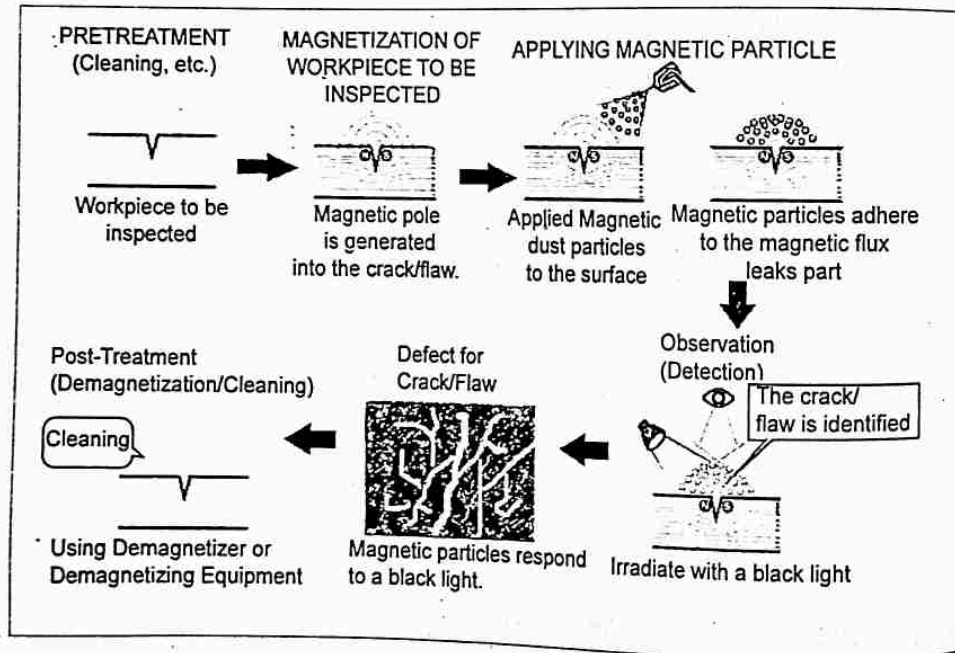 PRETREATMENT
(Cleaning, etc.)
Workpiece to be
inspected
MAGNETIZATION OF
WORKPIECE TO BE
INSPECTED
N S
Magnetic pole
is generated
into the crack/flaw.
APPLYING MAGNETIC PARTICLE
N S
Applied Magnetic
dust particles
to the surface
N S
Magnetic particles adhere
to the magnetic flux
leaks part
Observation
(Detection)
The crack/
flaw is identified
N S
Irradiate with a black light
Defect for
Crack/Flaw
Magnetic particles respond
to a black light.
Post-Treatment
(Demagnetization/Cleaning)
Cleaning
Using Demagnetizer or
Demagnetizing Equipment